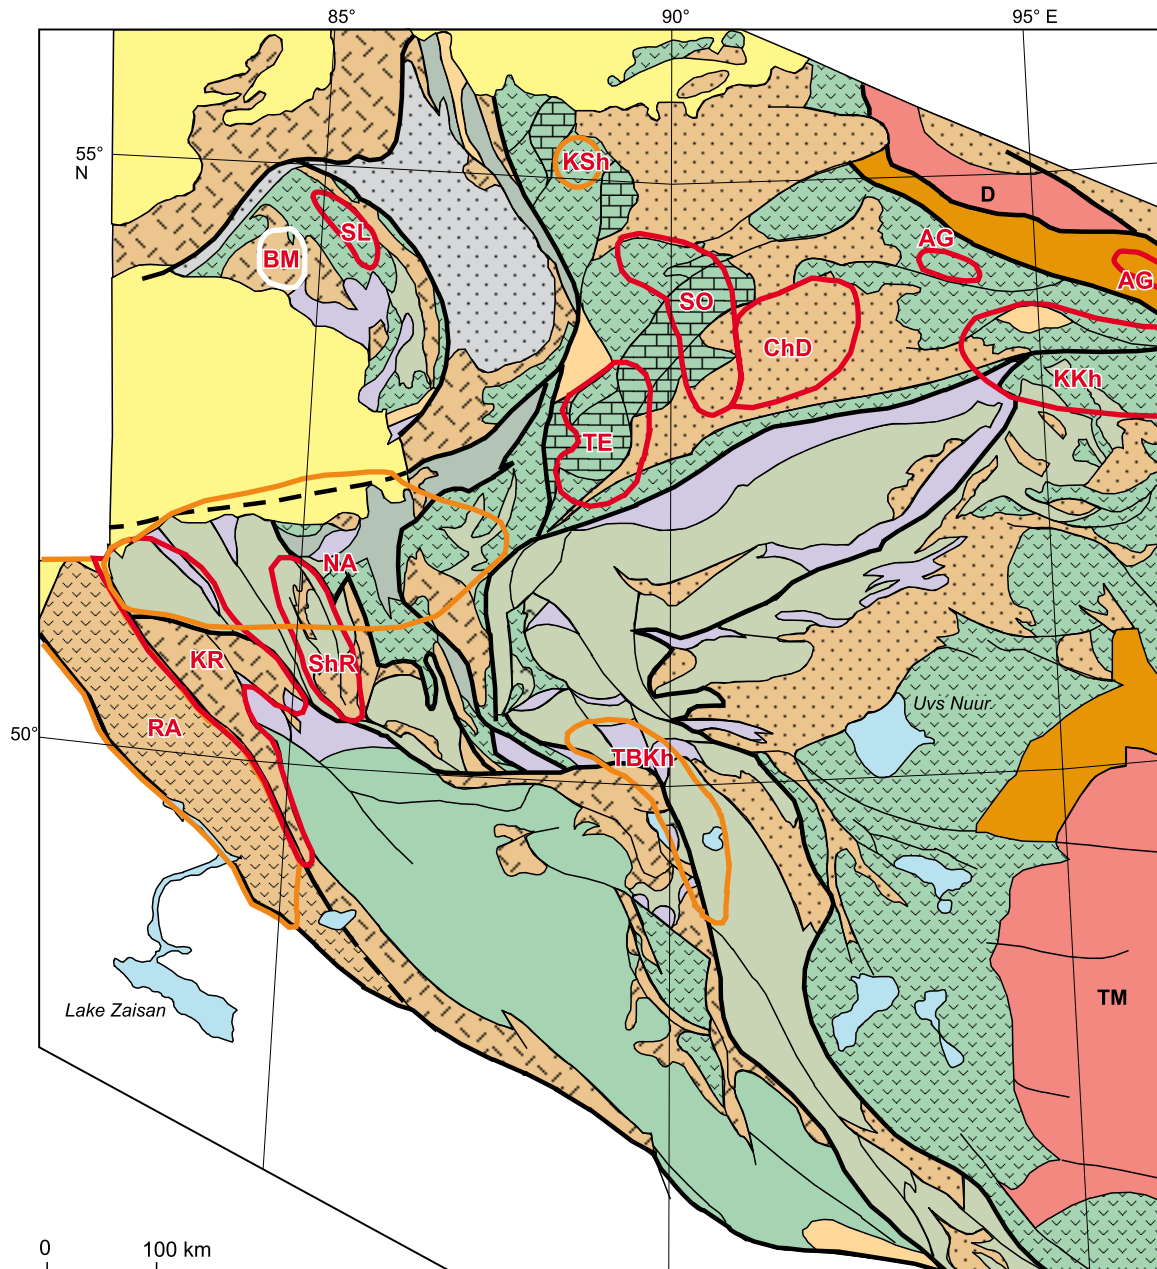 85°
90°
95° E
55°
N
KSh
D
SL
AG
BM
AG
SO
ChD
KKh
TE
NA
KR
ShR
Uvs Nuur
RA
50°
TBKh
TM
Lake Zaisan
0
100 km